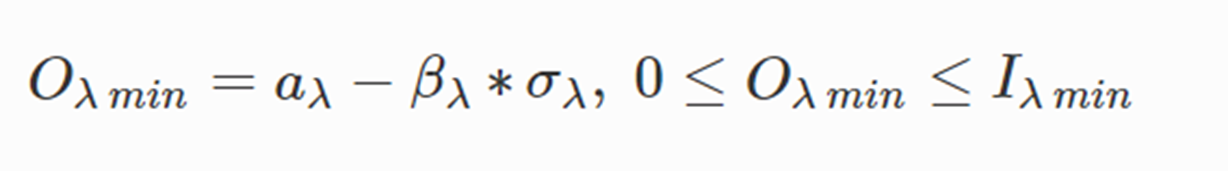 O_{λ min} = a_λ − β_λ * σ_λ, 0 ≤ O_{λ min} ≤ I_{λ min}